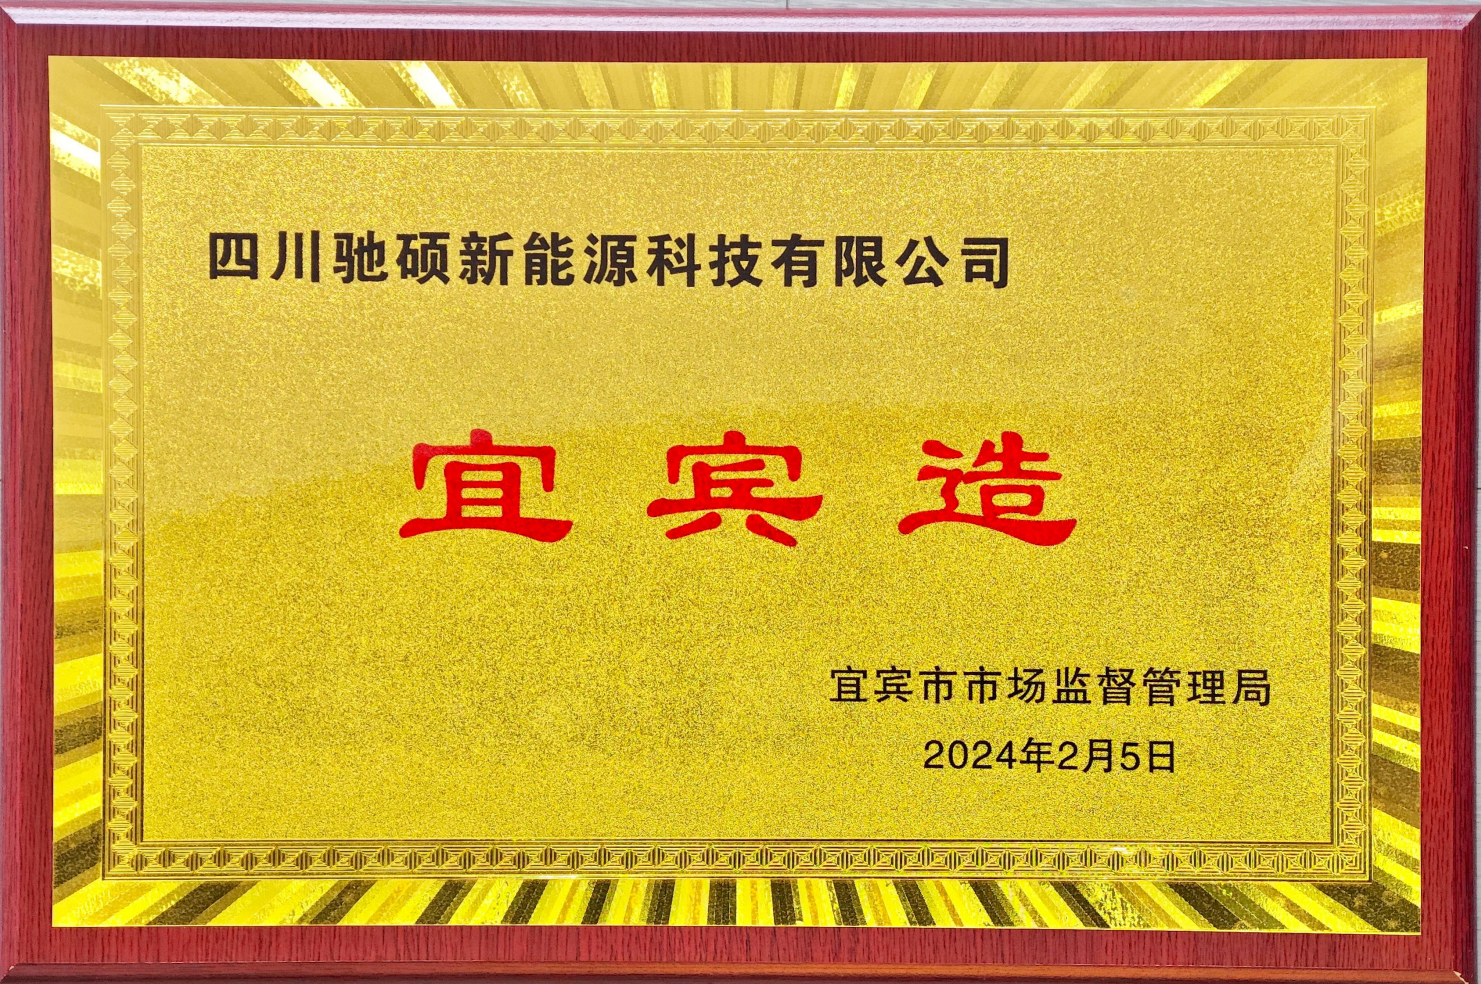 四川驰硕新能源科技有限公司
宜宾造
宜宾市市场监督管理局
2024年2月5日